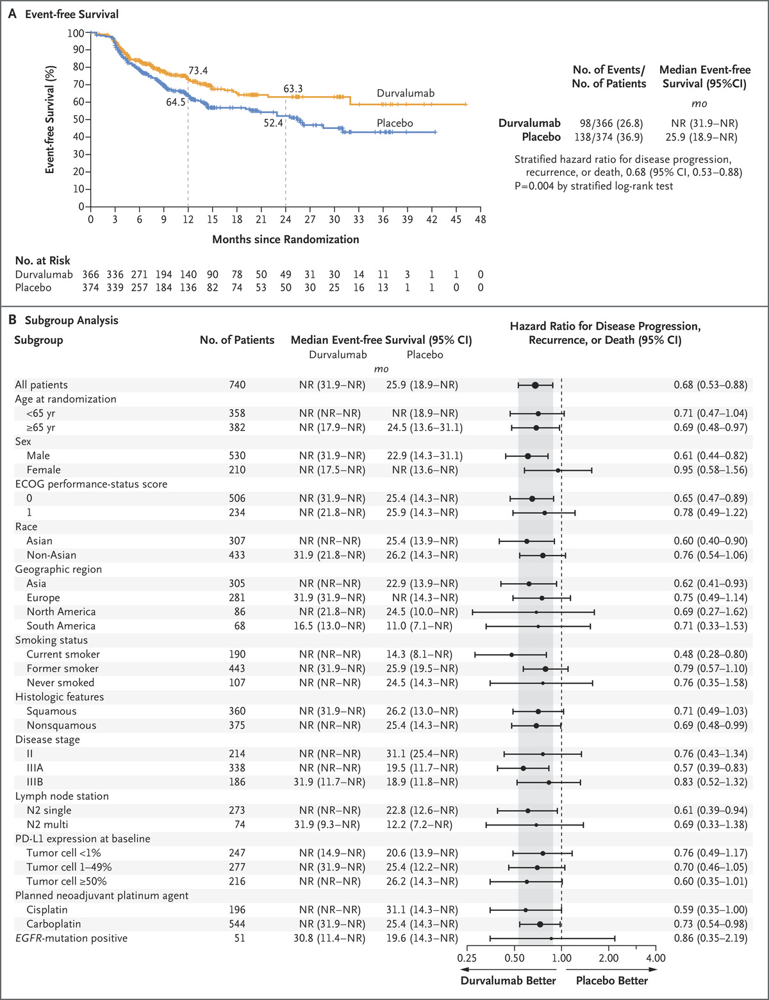 A Event-free Survival
Event-free Survival (%)
100
90
80
70
60
50
40
30
20
10
0
73.4
64.5
63.3
52.4
Durvalumab
Placebo
0 3 6 9 12 15 18 21 24 27 30 33 36 39 42 45 48
Months since Randomization
No. of Events/ No. of Patients
Median Event-free Survival (95%CI)
mo
Durvalumab 98/366 (26.8) NR (31.9–NR)
Placebo 138/374 (36.9) 25.9 (18.9–NR)
Stratified hazard ratio for disease progression,
recurrence, or death, 0.68 (95% CI, 0.53–0.88)
P=0.004 by stratified log-rank test
No. at Risk
Durvalumab 366 336 271 194 140 90 78 50 49 31 30 14 11 3 1 1 0
Placebo 374 339 257 184 136 82 74 53 50 30 25 16 13 1 1 0 0
B Subgroup Analysis
Subgroup No. of Patients Median Event-free Survival (95% CI) Hazard Ratio for Disease Progression, Recurrence, or Death (95% CI)
Durvalumab Placebo
mo
All patients 740 NR (31.9–NR) 25.9 (18.9–NR) 0.68 (0.53–0.88)
Age at randomization
<65 yr 358 NR (NR–NR) NR (18.9–NR) 0.71 (0.47–1.04)
≥65 yr 382 NR (17.9–NR) 24.5 (13.6–31.1) 0.69 (0.48–0.97)
Sex
Male 530 NR (31.9–NR) 22.9 (14.3–31.1) 0.61 (0.44–0.82)
Female 210 NR (17.5–NR) NR (13.6–NR) 0.95 (0.58–1.56)
ECOG performance-status score
0 506 NR (31.9–NR) 25.4 (14.3–NR) 0.65 (0.47–0.89)
1 234 NR (21.8–NR) 25.9 (14.3–NR) 0.78 (0.49–1.22)
Race
Asian 307 NR (NR–NR) 25.4 (13.9–NR) 0.60 (0.40–0.90)
Non-Asian 433 31.9 (21.8–NR) 26.2 (14.3–NR) 0.76 (0.54–1.06)
Geographic region
Asia 305 NR (NR–NR) 22.9 (13.9–NR) 0.62 (0.41–0.93)
Europe 281 31.9 (31.9–NR) NR (14.3–NR) 0.75 (0.49–1.14)
North America 86 NR (21.8–NR) 24.5 (10.0–NR) 0.69 (0.27–1.62)
South America 68 16.5 (13.0–NR) 11.0 (7.1–NR) 0.71 (0.33–1.53)
Smoking status
Current smoker 190 NR (NR–NR) 14.3 (8.1–NR) 0.48 (0.28–0.80)
Former smoker 443 NR (31.9–NR) 25.9 (19.5–NR) 0.79 (0.57–1.10)
Never smoked 107 NR (NR–NR) 24.5 (14.3–NR) 0.76 (0.35–1.58)
Histologic features
Squamous 360 NR (31.9–NR) 26.2 (13.0–NR) 0.71 (0.49–1.03)
Nonsquamous 375 NR (NR–NR) 25.4 (14.3–NR) 0.69 (0.48–0.99)
Disease stage
II 214 NR (NR–NR) 31.1 (25.4–NR) 0.76 (0.43–1.34)
IIIA 338 NR (NR–NR) 19.5 (11.7–NR) 0.57 (0.39–0.83)
IIIB 186 31.9 (11.7–NR) 18.9 (11.8–NR) 0.83 (0.52–1.32)
Lymph node station
N2 single 273 NR (NR–NR) 22.8 (12.6–NR) 0.61 (0.39–0.94)
N2 multi 74 31.9 (9.3–NR) 12.2 (7.2–NR) 0.69 (0.33–1.38)
PD-L1 expression at baseline
Tumor cell <1% 247 NR (14.9–NR) 20.6 (13.9–NR) 0.76 (0.49–1.17)
Tumor cell 1–49% 277 NR (31.9–NR) 25.4 (12.2–NR) 0.70 (0.46–1.05)
Tumor cell ≥50% 216 NR (NR–NR) 26.2 (14.3–NR) 0.60 (0.35–1.01)
Planned neoadjuvant platinum agent
Cisplatin 196 NR (NR–NR) 31.1 (14.3–NR) 0.59 (0.35–1.00)
Carboplatin 544 NR (31.9–NR) 25.4 (14.3–NR) 0.73 (0.54–0.98)
EGFR-mutation positive 51 30.8 (11.4–NR) 19.6 (14.3–NR) 0.86 (0.35–2.19)
0.25 0.50 1.00 2.00 4.00
Durvalumab Better Placebo Better